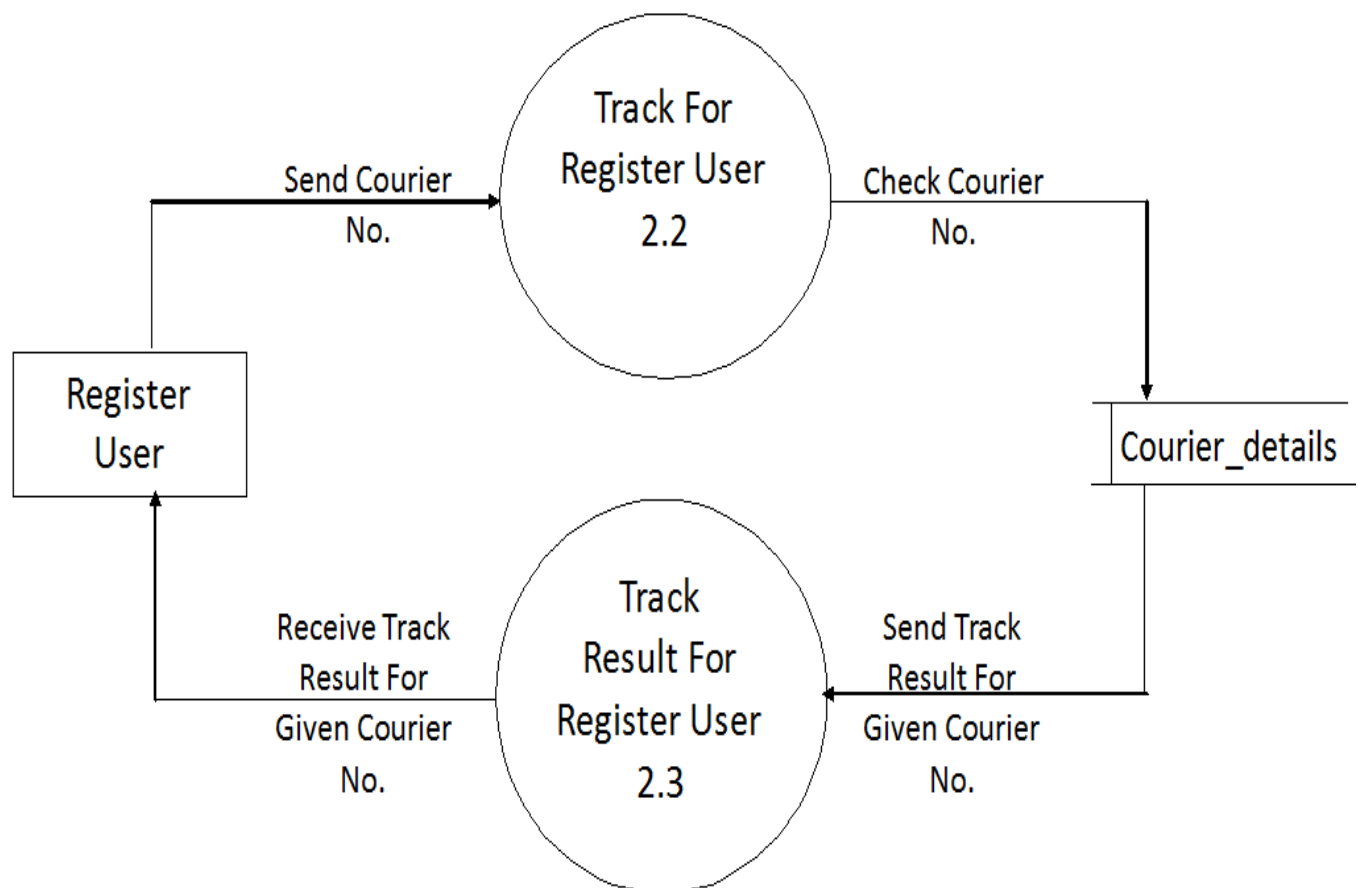 Track For
Register User
2.2
Send Courier
No.
Check Courier
No.
Register
User
Courier_details
Track
Result For
Register User
2.3
Receive Track
Result For
Given Courier
No.
Send Track
Result For
Given Courier
No.